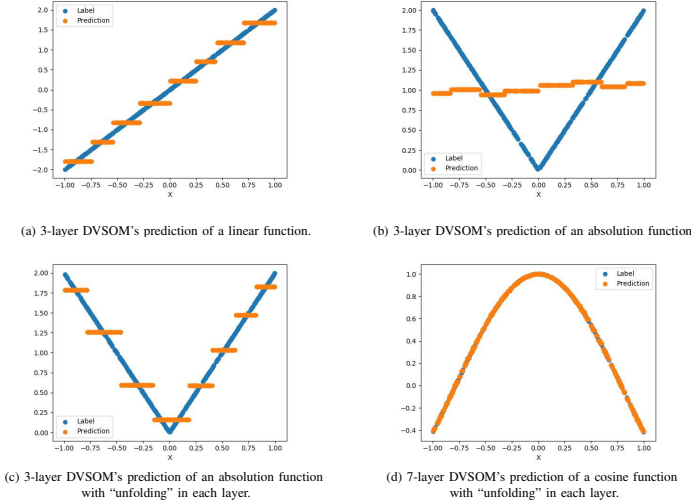 2.0
1.5
1.0
0.5
0.0
−0.5
−1.0
−1.5
−2.0
Label
Prediction
−1.00 −0.75 −0.50 −0.25 0.00 0.25 0.50 0.75 1.00
X
(a) 3-layer DVSOM's prediction of a linear function.
2.00
1.75
1.50
1.25
1.00
0.75
0.50
0.25
0.00
Label
Prediction
−1.00 −0.75 −0.50 −0.25 0.00 0.25 0.50 0.75 1.00
X
(b) 3-layer DVSOM's prediction of an absolution function
2.00
1.75
1.50
1.25
1.00
0.75
0.50
0.25
0.00
Label
Prediction
−1.00 −0.75 −0.50 −0.25 0.00 0.25 0.50 0.75 1.00
X
(c) 3-layer DVSOM's prediction of an absolution function
with “unfolding” in each layer.
1.0
0.8
0.6
0.4
0.2
0.0
−0.2
−0.4
Label
Prediction
−1.00 −0.75 −0.50 −0.25 0.00 0.25 0.50 0.75 1.00
X
(d) 7-layer DVSOM's prediction of a cosine function
with “unfolding” in each layer.